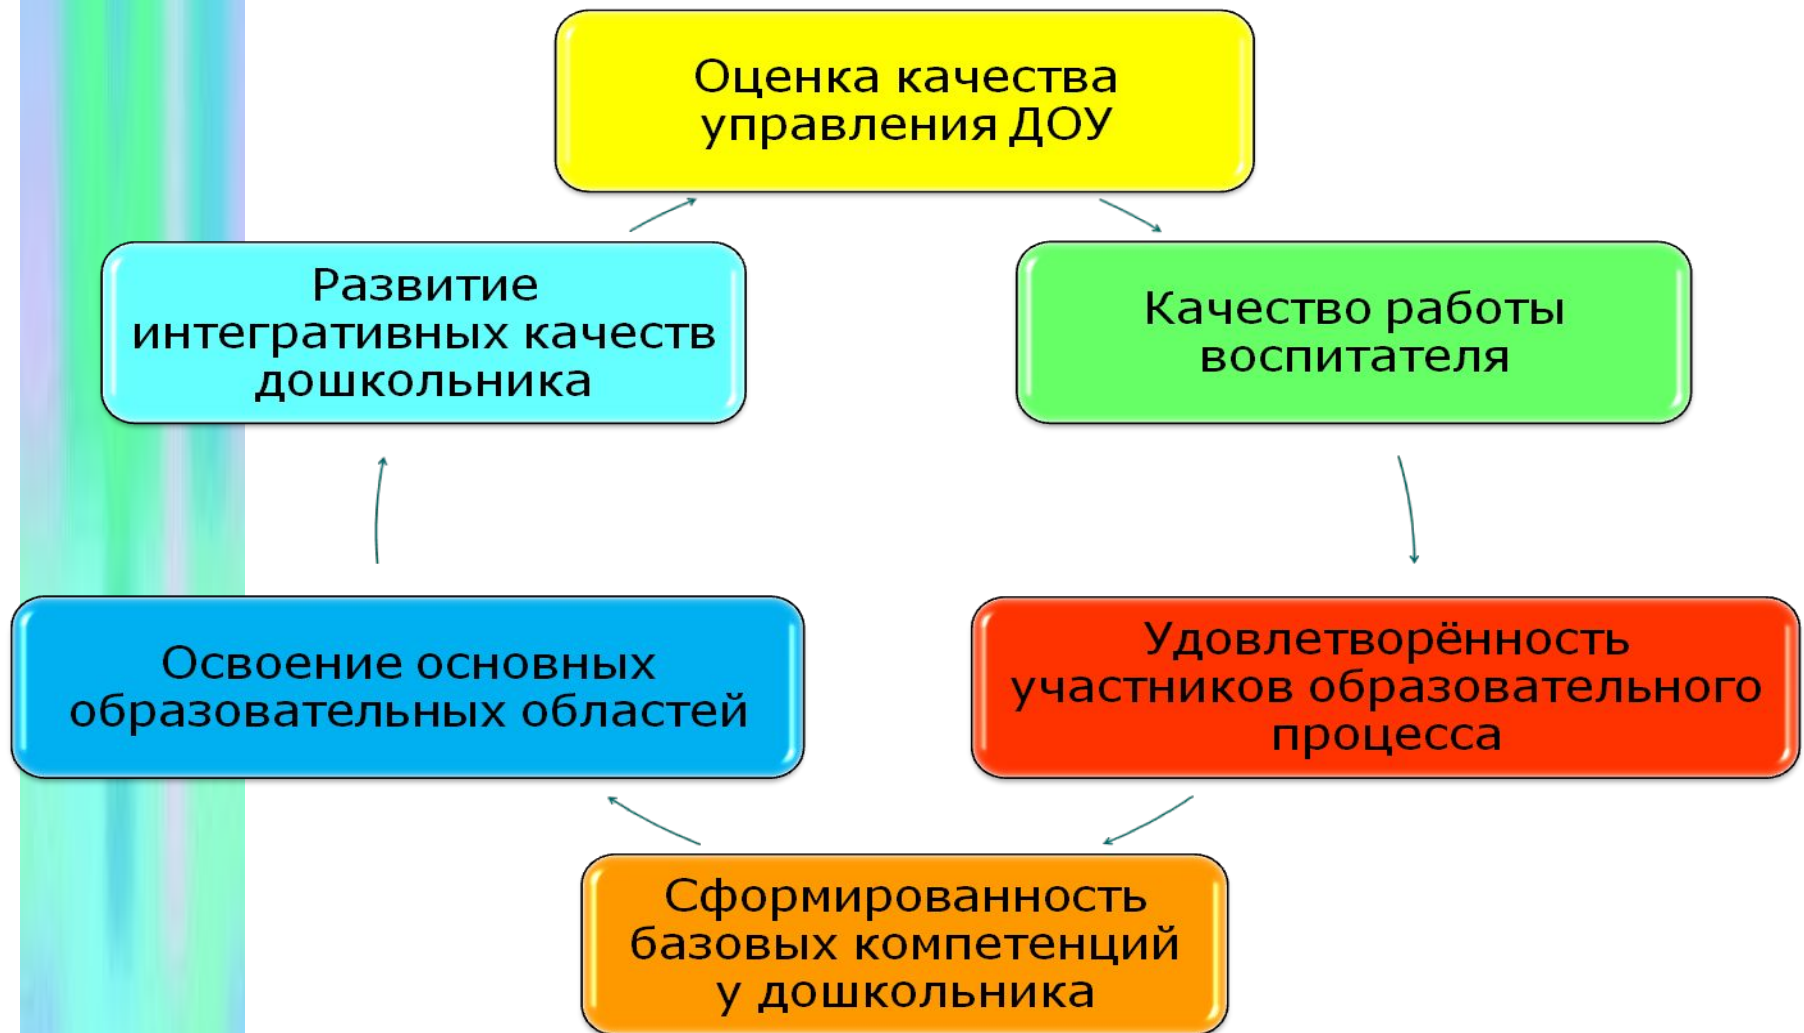 Оценка качества
управления ДОУ
Развитие
интегративных качеств
дошкольника
Качество работы
воспитателя
Освоение основных
образовательных областей
Удовлетворённость
участников образовательного
процесса
Сформированность
базовых компетенций
у дошкольника